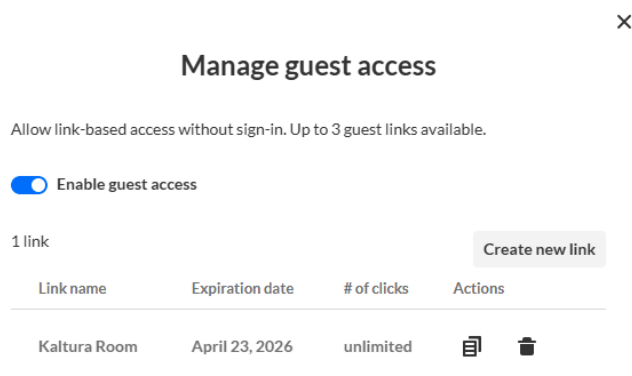 Manage guest access
Allow link-based access without sign-in. Up to 3 guest links available.
Enable guest access
1 link
Create new link
Link name Expiration date # of clicks Actions
Kaltura Room April 23, 2026 unlimited